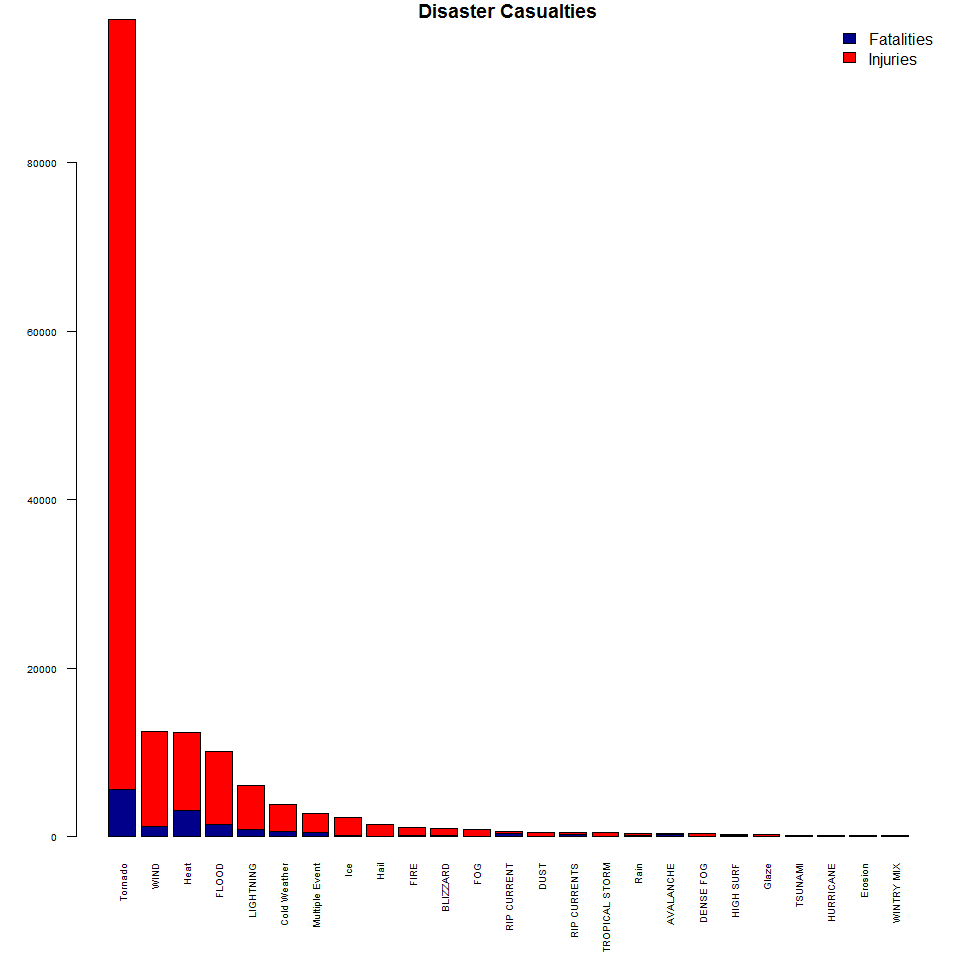 Disaster Casualties
Fatalities
Injuries
80000
60000
40000
20000
0
Tornado
WIND
Heat
FLOOD
LIGHTNING
Cold Weather
Multiple Event
Ice
Hail
FIRE
BLIZZARD
FOG
RIP CURRENT
DUST
RIP CURRENTS
TROPICAL STORM
Rain
AVALANCHE
DENSE FOG
HIGH SURF
Glaze
TSUNAMI
HURRICANE
Erosion
WINTRY MIX